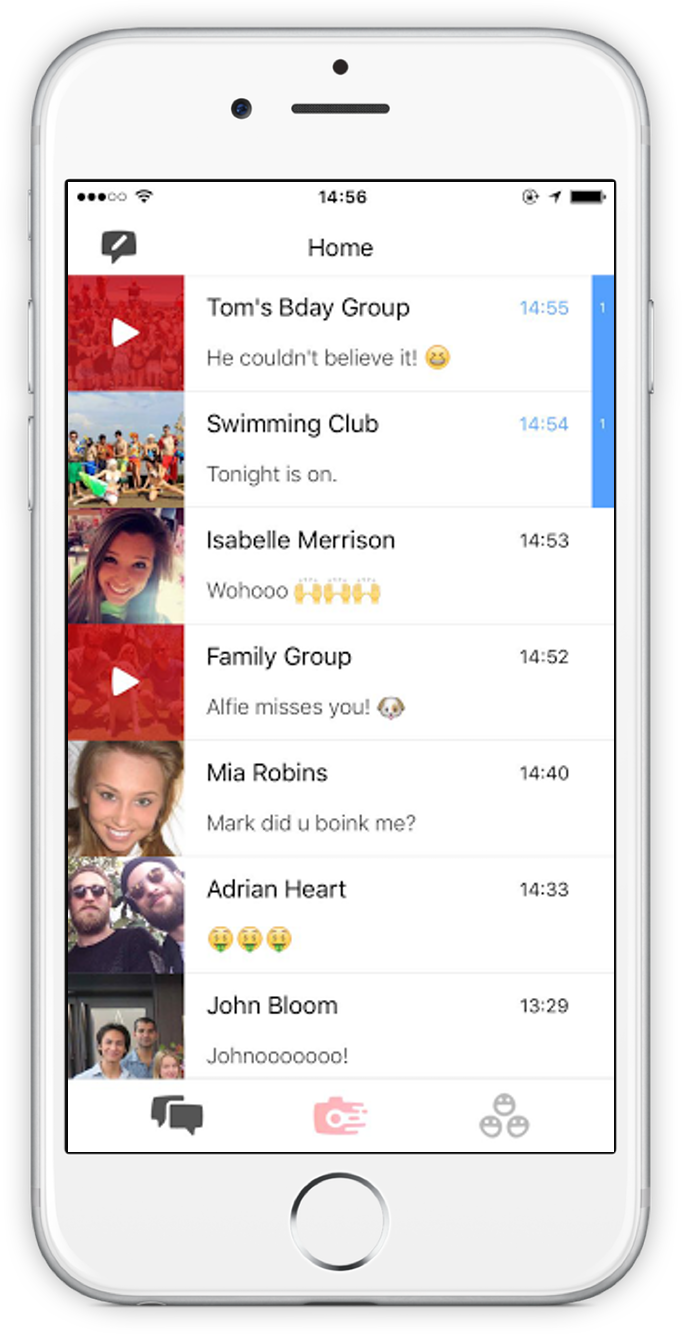 14:56
Home
Tom's Bday Group 14:55 1
He couldn't believe it! 😆
Swimming Club 14:54 1
Tonight is on.
Isabelle Merrison 14:53
Wohooo 🙌🙌🙌
Family Group 14:52
Alfie misses you! 🐶
Mia Robins 14:40
Mark did u boink me?
Adrian Heart 14:33
🤑🤑🤑
John Bloom 13:29
Johnooooooo!